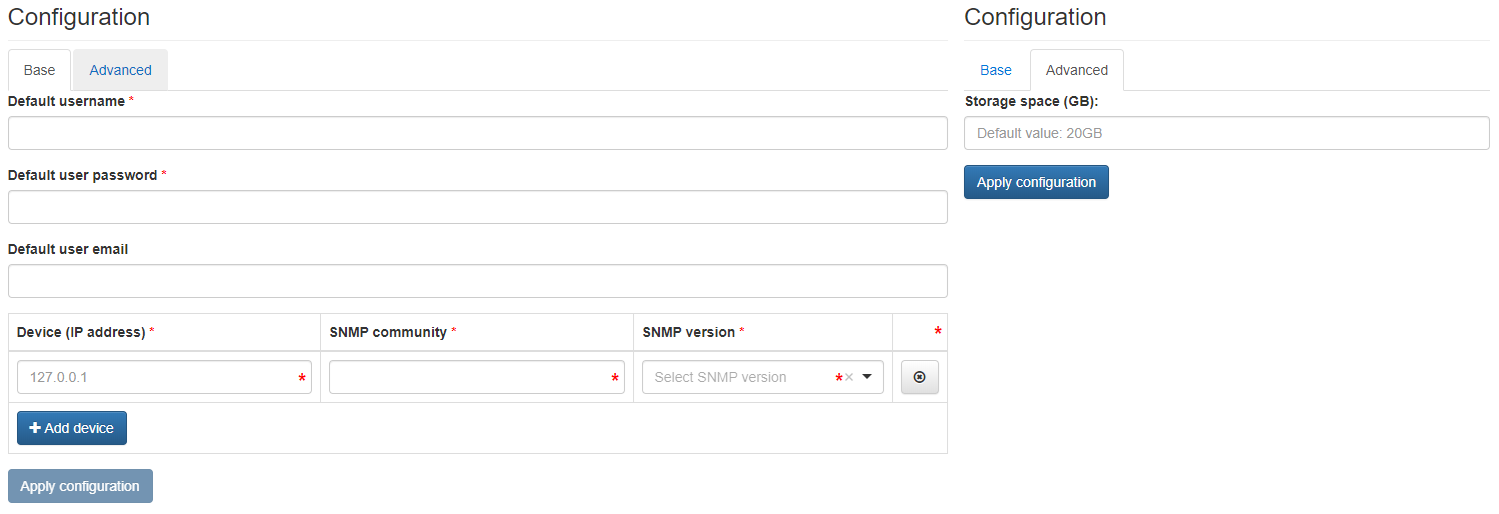 Configuration
Base Advanced
Default username *
Default user password *
Default user email
Device (IP address) * SNMP community * SNMP version * *
127.0.0.1 * * Select SNMP version *×
+ Add device
Apply configuration
Configuration
Base Advanced
Storage space (GB):
Default value: 20GB
Apply configuration